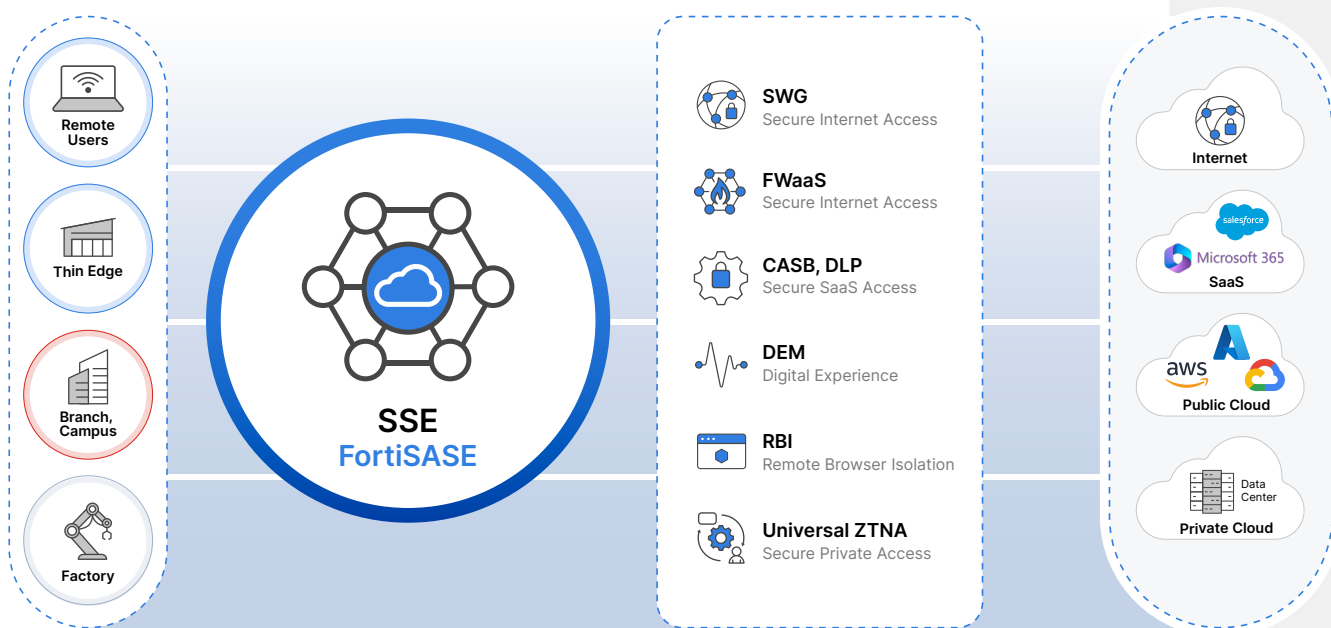 Remote
Users
Thin Edge
Branch,
Campus
Factory
SSE
FortiSASE
SWG
Secure Internet Access
FWaaS
Secure Internet Access
CASB, DLP
Secure SaaS Access
DEM
Digital Experience
RBI
Remote Browser Isolation
Universal ZTNA
Secure Private Access
Internet
salesforce
Microsoft 365
SaaS
aws
Public Cloud
Data
Center
Private Cloud